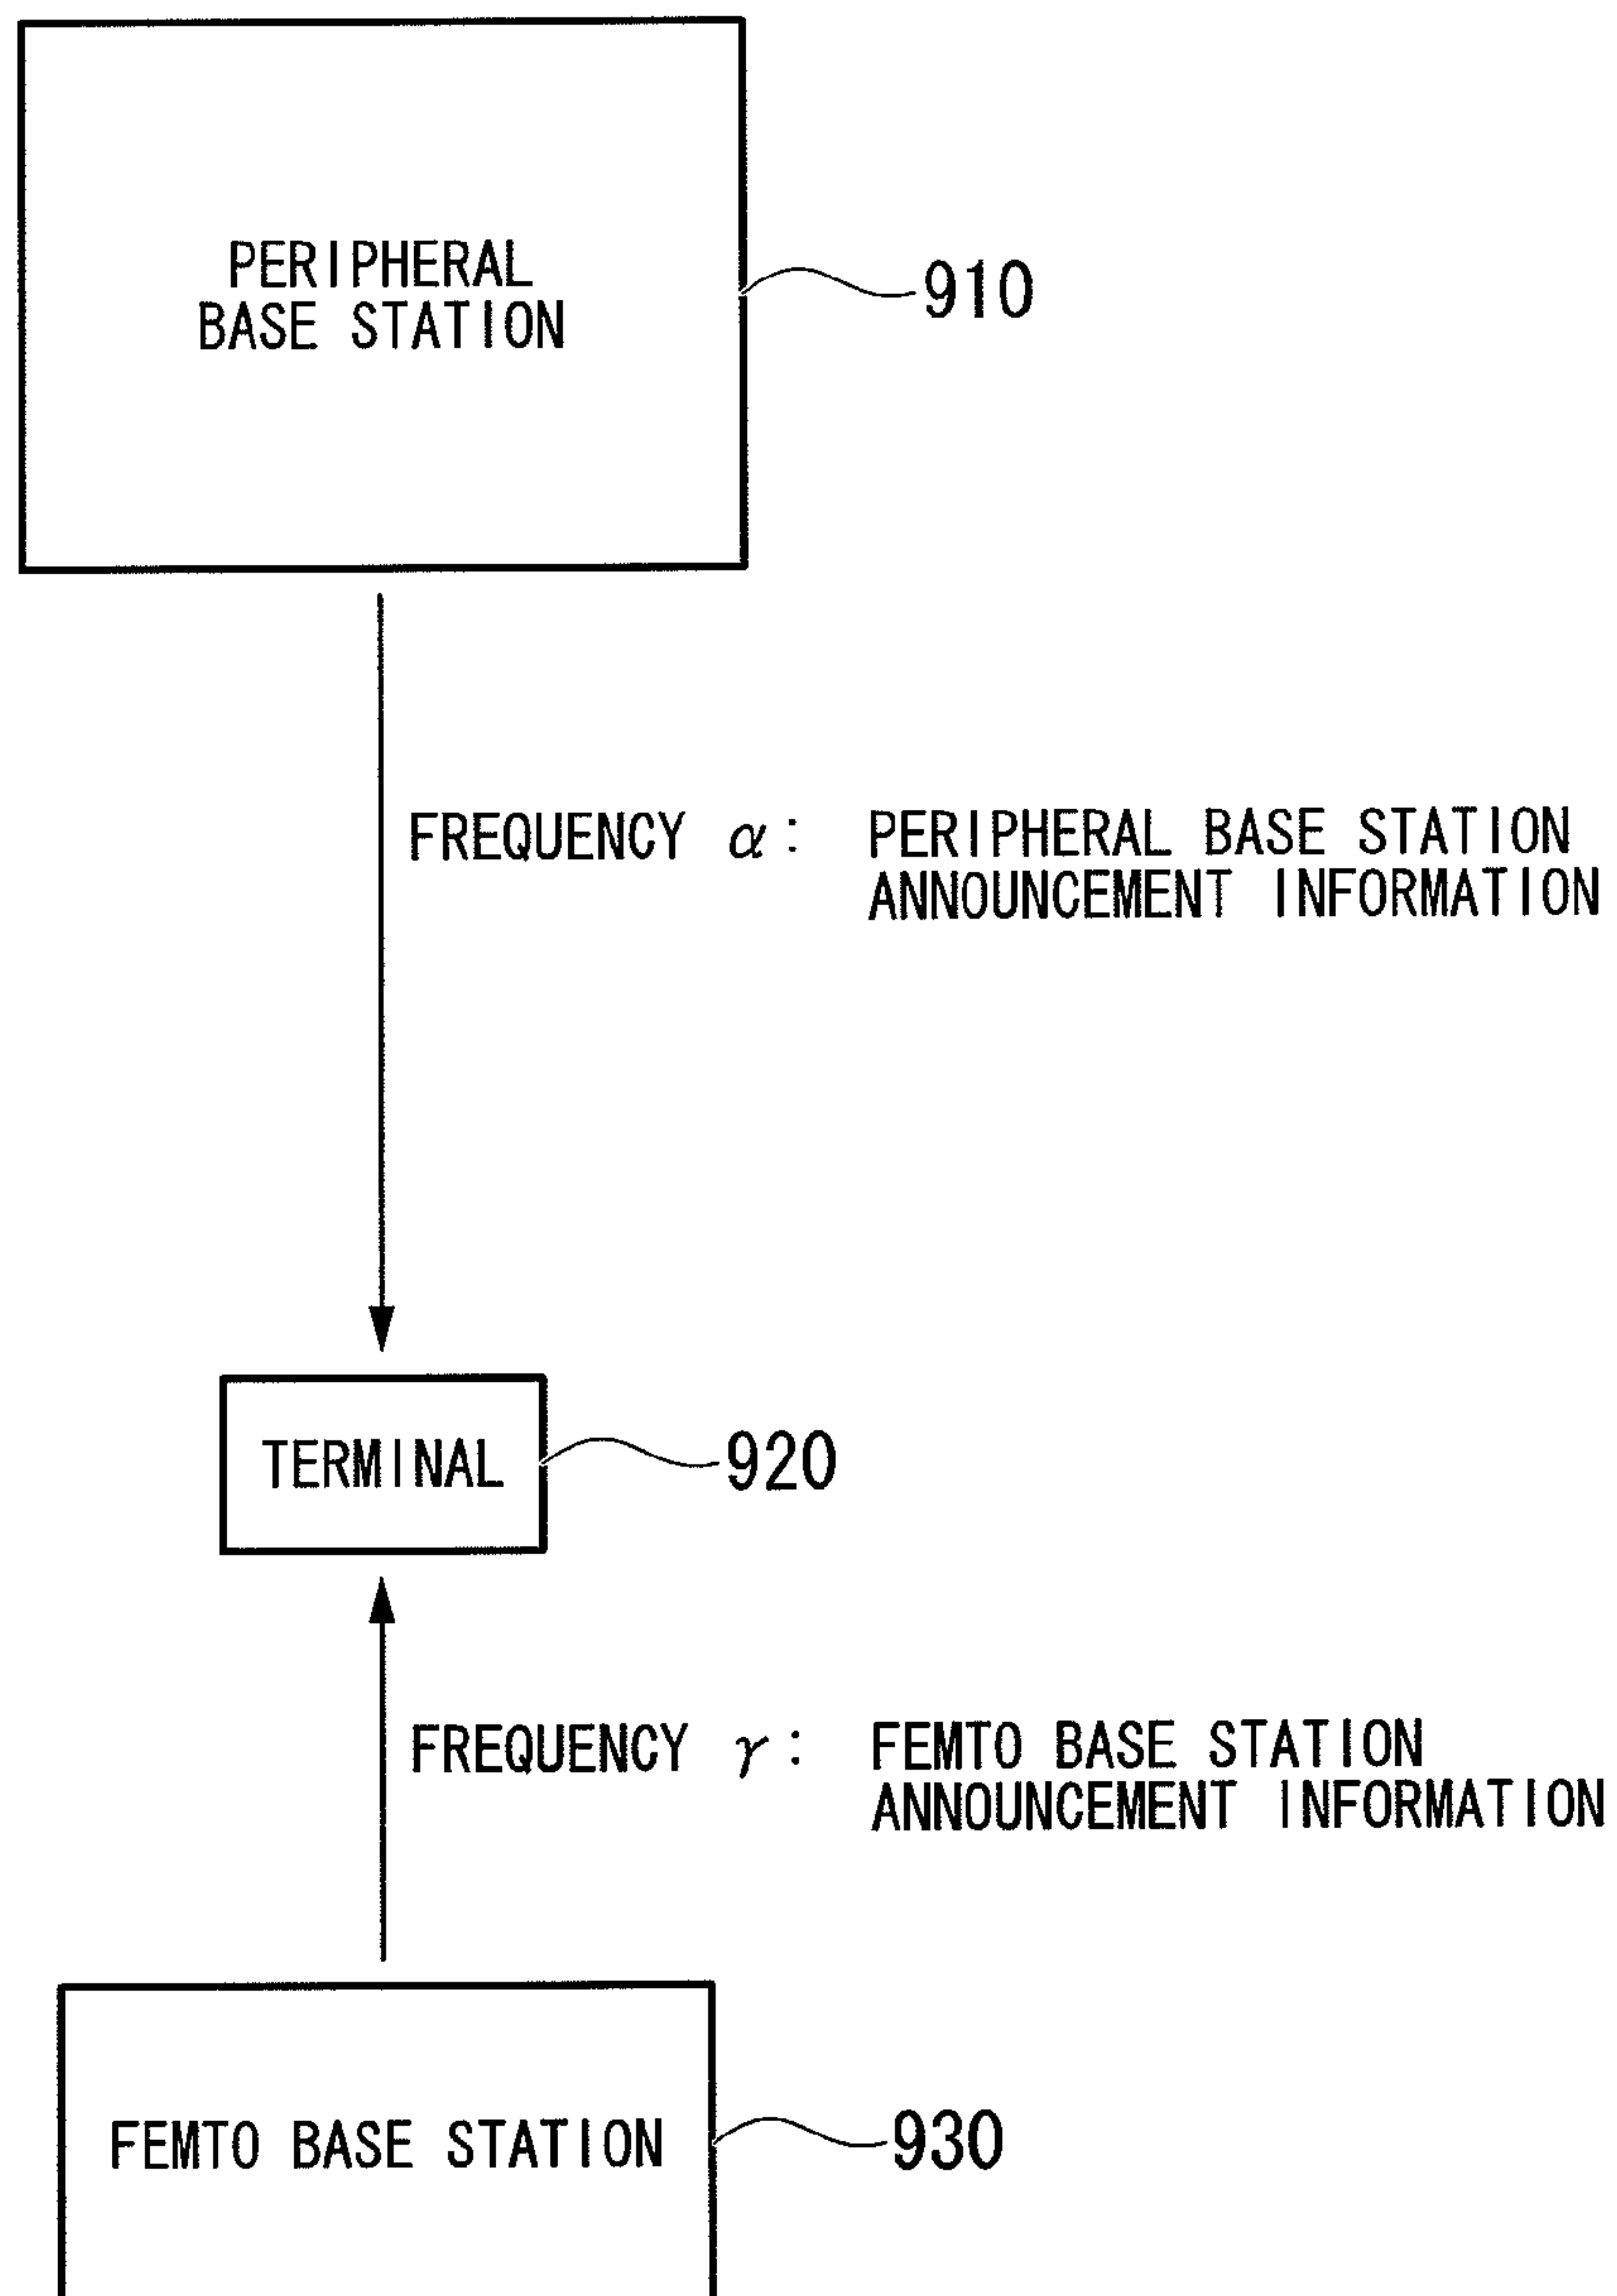 PERIPHERAL
BASE STATION
910
FREQUENCY α: PERIPHERAL BASE STATION
ANNOUNCEMENT INFORMATION
TERMINAL
920
FREQUENCY γ: FEMTO BASE STATION
ANNOUNCEMENT INFORMATION
FEMTO BASE STATION
930